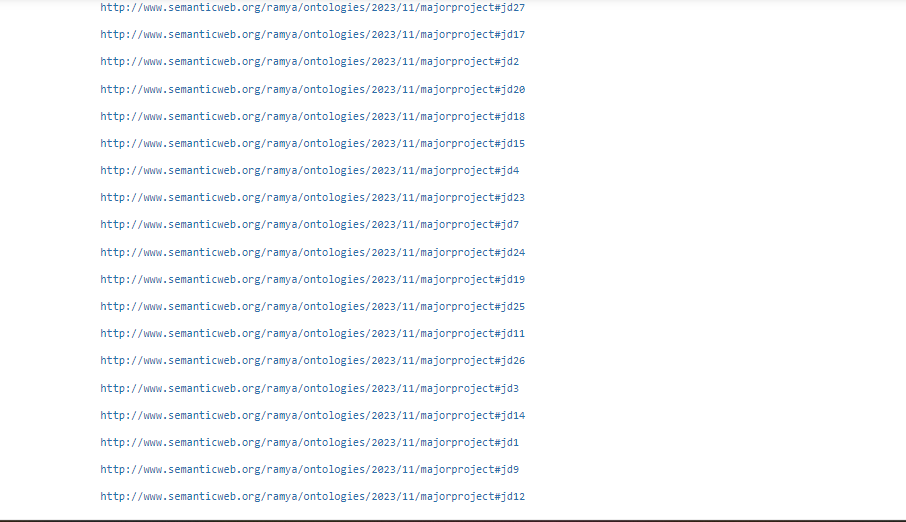 http://www.semanticweb.org/ramya/ontologies/2023/11/majorproject#jd27
http://www.semanticweb.org/ramya/ontologies/2023/11/majorproject#jd17
http://www.semanticweb.org/ramya/ontologies/2023/11/majorproject#jd2
http://www.semanticweb.org/ramya/ontologies/2023/11/majorproject#jd20
http://www.semanticweb.org/ramya/ontologies/2023/11/majorproject#jd18
http://www.semanticweb.org/ramya/ontologies/2023/11/majorproject#jd15
http://www.semanticweb.org/ramya/ontologies/2023/11/majorproject#jd4
http://www.semanticweb.org/ramya/ontologies/2023/11/majorproject#jd23
http://www.semanticweb.org/ramya/ontologies/2023/11/majorproject#jd7
http://www.semanticweb.org/ramya/ontologies/2023/11/majorproject#jd24
http://www.semanticweb.org/ramya/ontologies/2023/11/majorproject#jd19
http://www.semanticweb.org/ramya/ontologies/2023/11/majorproject#jd25
http://www.semanticweb.org/ramya/ontologies/2023/11/majorproject#jd11
http://www.semanticweb.org/ramya/ontologies/2023/11/majorproject#jd26
http://www.semanticweb.org/ramya/ontologies/2023/11/majorproject#jd3
http://www.semanticweb.org/ramya/ontologies/2023/11/majorproject#jd14
http://www.semanticweb.org/ramya/ontologies/2023/11/majorproject#jd1
http://www.semanticweb.org/ramya/ontologies/2023/11/majorproject#jd9
http://www.semanticweb.org/ramya/ontologies/2023/11/majorproject#jd12